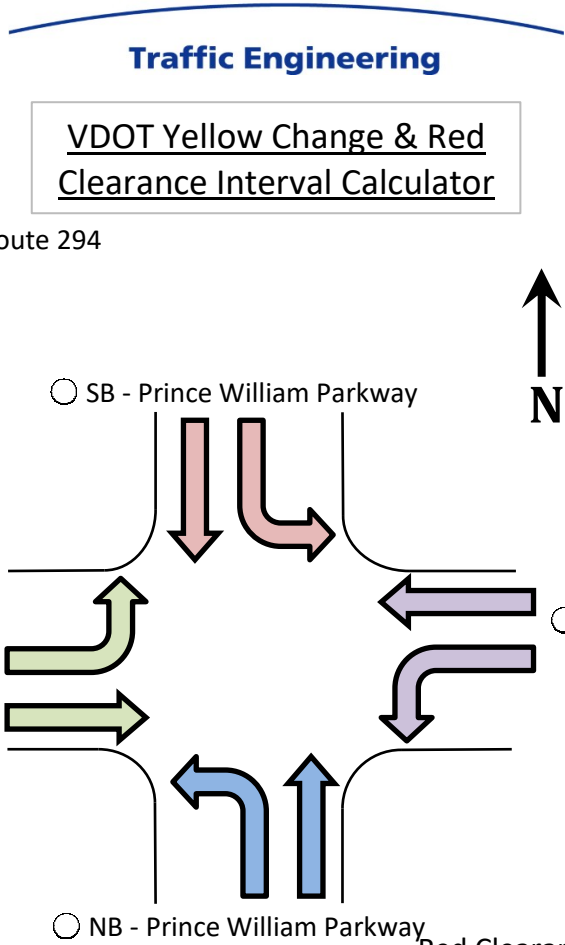 Traffic Engineering
VDOT Yellow Change & Red
Clearance Interval Calculator
oute 294
SB - Prince William Parkway
N
NB - Prince William Parkway